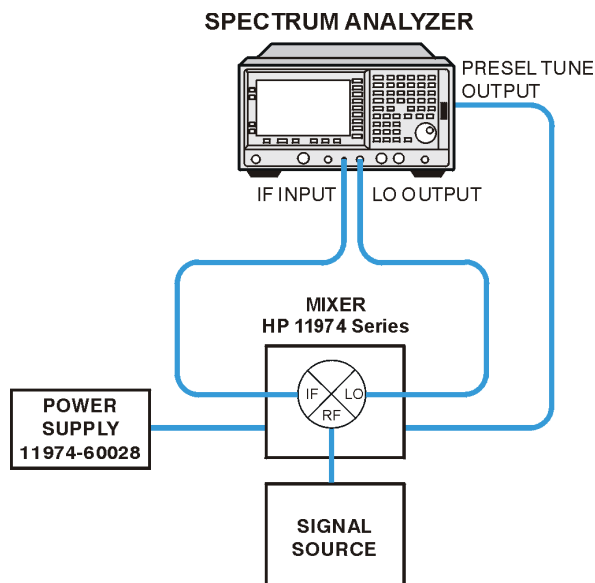 SPECTRUM ANALYZER
PRESEL TUNE
OUTPUT
IF INPUT
LO OUTPUT
MIXER
HP 11974 Series
IF
LO
RF
POWER
SUPPLY
11974-60028
SIGNAL
SOURCE